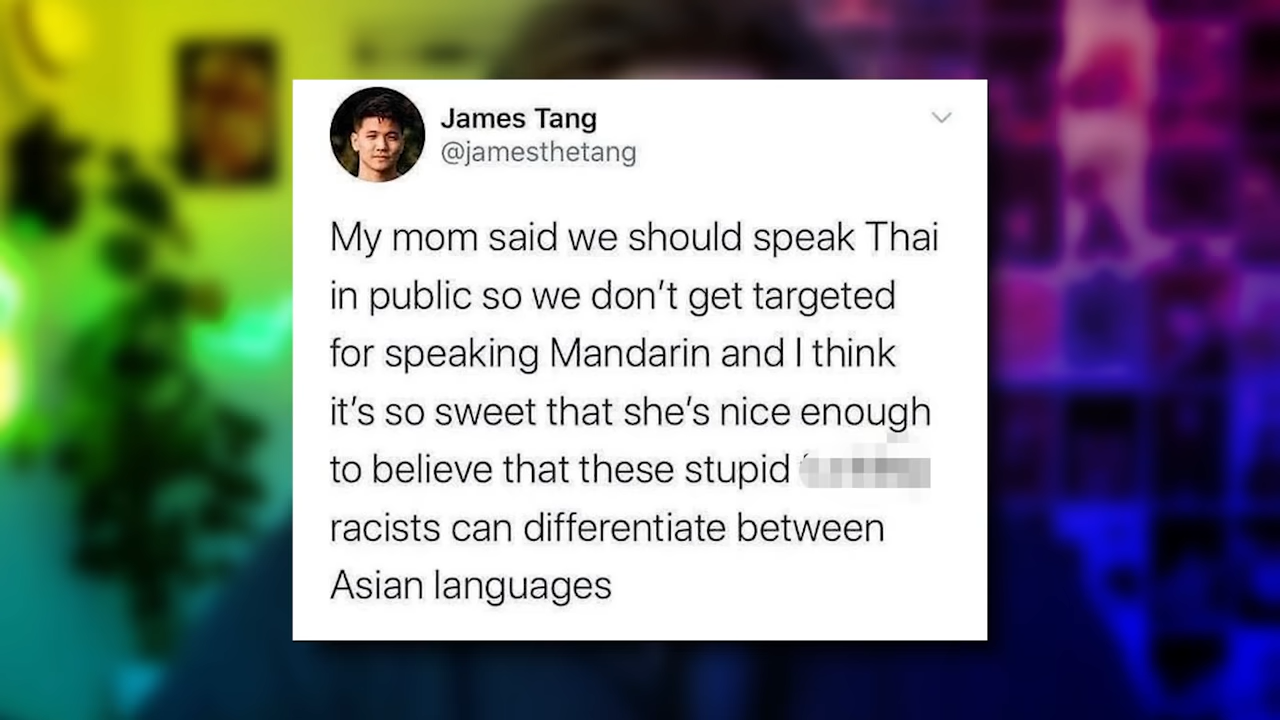 James Tang
@jamesthetang
My mom said we should speak Thai
in public so we don't get targeted
for speaking Mandarin and I think
it's so sweet that she's nice enough
to believe that these stupid
racists can differentiate between
Asian languages